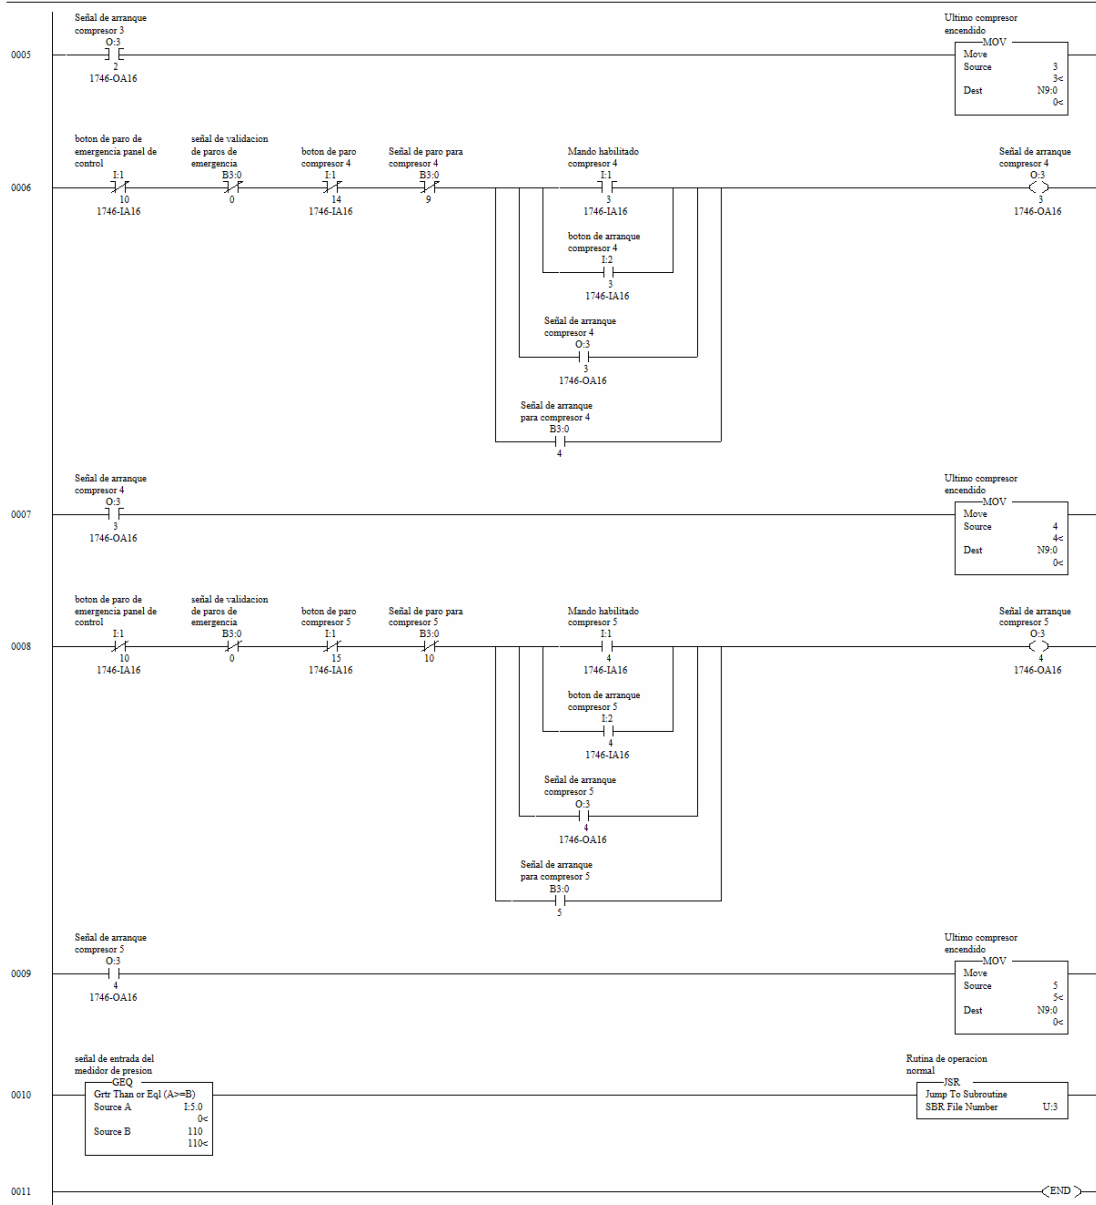 Señal de arranque
compresor 3
O:3
2
1746-OA16
0005
Ultimo compresor
encendido
MOV
Move
Source 3
3<
Dest N9:0
0<
boton de paro de
emergencia panel de
control
I:1
10
1746-IA16
señal de validacion
de paros de
emergencia
B3:0
0
boton de paro
compresor 4
I:1
14
1746-IA16
Señal de paro para
compresor 4
B3:0
9
Mando habilitado
compresor 4
I:1
3
1746-IA16
Señal de arranque
compresor 4
O:3
3
1746-OA16
0006
boton de arranque
compresor 4
I:2
3
1746-IA16
Señal de arranque
compresor 4
O:3
3
1746-OA16
Señal de arranque
para compresor 4
B3:0
4
Señal de arranque
compresor 4
O:3
3
1746-OA16
0007
Ultimo compresor
encendido
MOV
Move
Source 4
4<
Dest N9:0
0<
boton de paro de
emergencia panel de
control
I:1
10
1746-IA16
señal de validacion
de paros de
emergencia
B3:0
0
boton de paro
compresor 5
I:1
15
1746-IA16
Señal de paro para
compresor 5
B3:0
10
Mando habilitado
compresor 5
I:1
4
1746-IA16
Señal de arranque
compresor 5
O:3
4
1746-OA16
0008
boton de arranque
compresor 5
I:2
4
1746-IA16
Señal de arranque
compresor 5
O:3
4
1746-OA16
Señal de arranque
para compresor 5
B3:0
5
Señal de arranque
compresor 5
O:3
4
1746-OA16
0009
Ultimo compresor
encendido
MOV
Move
Source 5
5<
Dest N9:0
0<
señal de entrada del
medidor de presion
GEQ
Grtr Than or Eql (A>=B)
Source A I:5.0
0<
Source B 110
110<
0010
Rutina de operacion
normal
JSR
Jump To Subroutine
SBR File Number U:3
0011
END